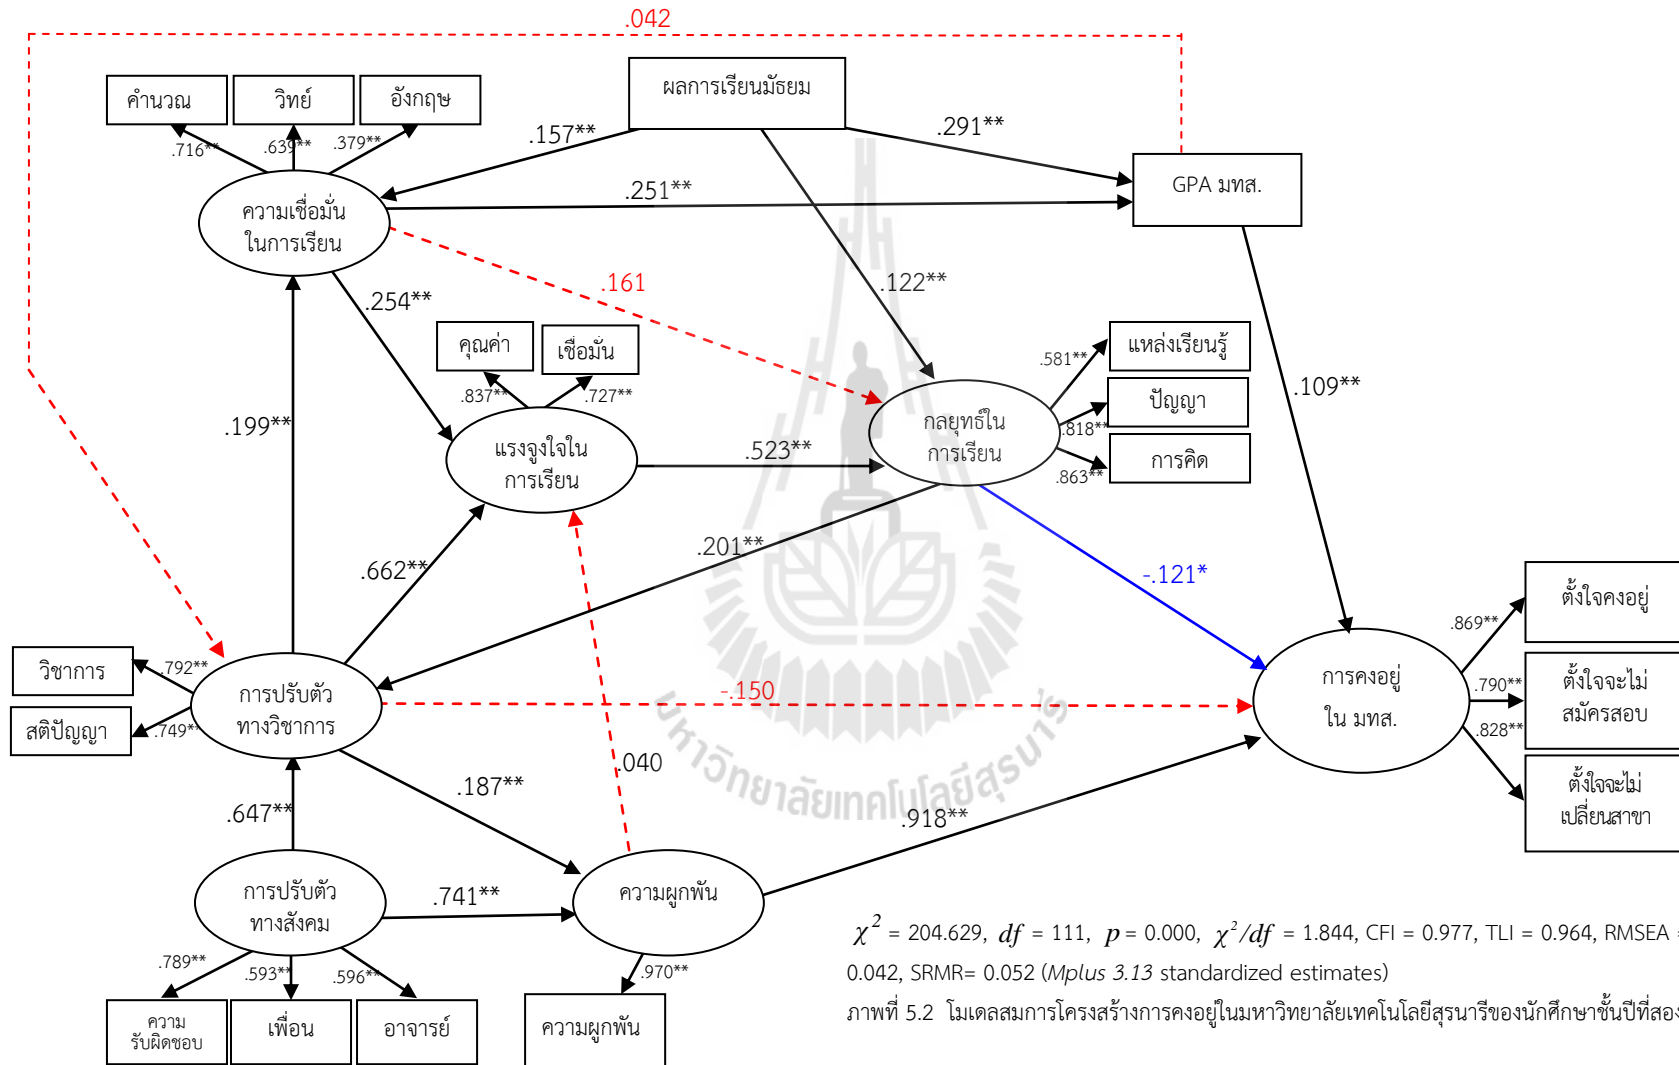 .042
ผลการเรียนมัธยม
คำนวณ
วิทย์
อังกฤษ
.716**
.639**
.379**
.157**
.291**
GPA มทส.
ความเชื่อมั่น
ในการเรียน
.251**
.161
.122**
.254**
คุณค่า
เชื่อมั่น
.837**
.727**
แหล่งเรียนรู้
ปัญญา
การคิด
.581**
.818**
.863**
.109**
.199**
แรงจูงใจใน
การเรียน
.523**
กลยุทธ์ใน
การเรียน
.662**
.201**
-.121*
วิชาการ
สติปัญญา
.792**
.749**
การปรับตัว
ทางวิชาการ
-.150
การคงอยู่
ใน มทส.
.869**
.790**
.828**
ตั้งใจคงอยู่
ตั้งใจจะไม่
สมัครสอบ
ตั้งใจจะไม่
เปลี่ยนสาขา
มหาวิทยาลัยเทคโนโลยีสุรนารี
.040
.187**
.647**
.918**
การปรับตัว
ทางสังคม
.741**
ความผูกพัน
.789**
.593**
.596**
.970**
ความ
รับผิดชอบ
เพื่อน
อาจารย์
ความผูกพัน
χ² = 204.629, df = 111, p = 0.000, χ²/df = 1.844, CFI = 0.977, TLI = 0.964, RMSEA =
0.042, SRMR= 0.052 (Mplus 3.13 standardized estimates)
ภาพที่ 5.2 โมเดลสมการโครงสร้างการคงอยู่ในมหาวิทยาลัยเทคโนโลยีสุรนารีของนักศึกษาชั้นปีที่สอง